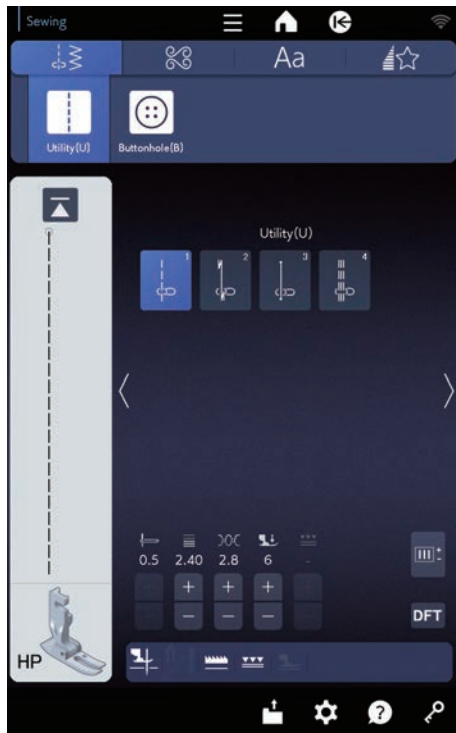 Sewing
Aa
Utility(U)
Buttonhole(B)
Utility(U)
1
2
3
4
0.5 2.40 2.8 6 -
+ + +
− − −
DFT
HP
?